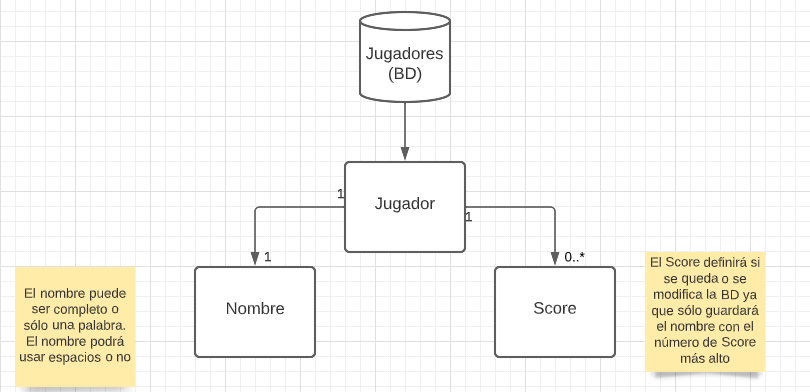 Jugadores
(BD)
Jugador
1
1
1
0..*
Nombre
Score
El nombre puede
ser completo o
sólo una palabra.
El nombre podrá
usar espacios o no
El Score definirá si
se queda o se
modifica la BD ya
que sólo guardará
el nombre con el
número de Score
más alto